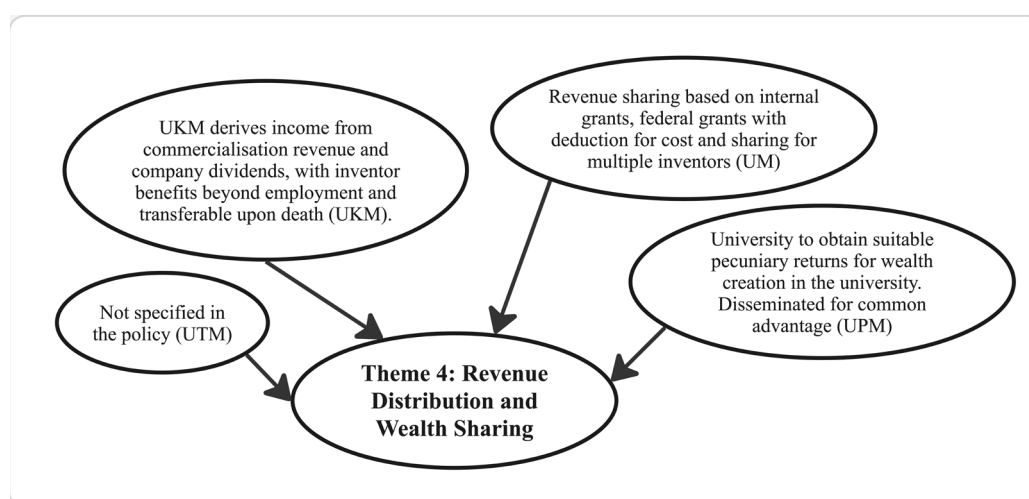 UKM derives income from
commercialisation revenue and
company dividends, with inventor
benefits beyond employment and
transferable upon death (UKM).
Revenue sharing based on internal
grants, federal grants with
deduction for cost and sharing for
multiple inventors (UM)
University to obtain suitable
pecuniary returns for wealth
creation in the university.
Disseminated for common
advantage (UPM)
Not specified in
the policy (UTM)
Theme 4: Revenue
Distribution and
Wealth Sharing